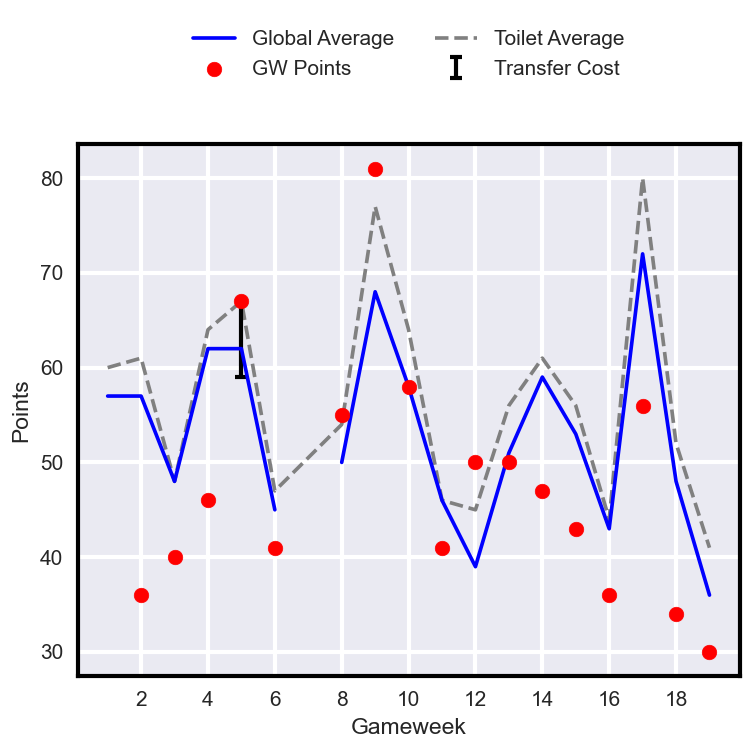 Global Average
Toilet Average
GW Points
Transfer Cost
80
70
60
50
40
30
Points
2 4 6 8 10 12 14 16 18
Gameweek